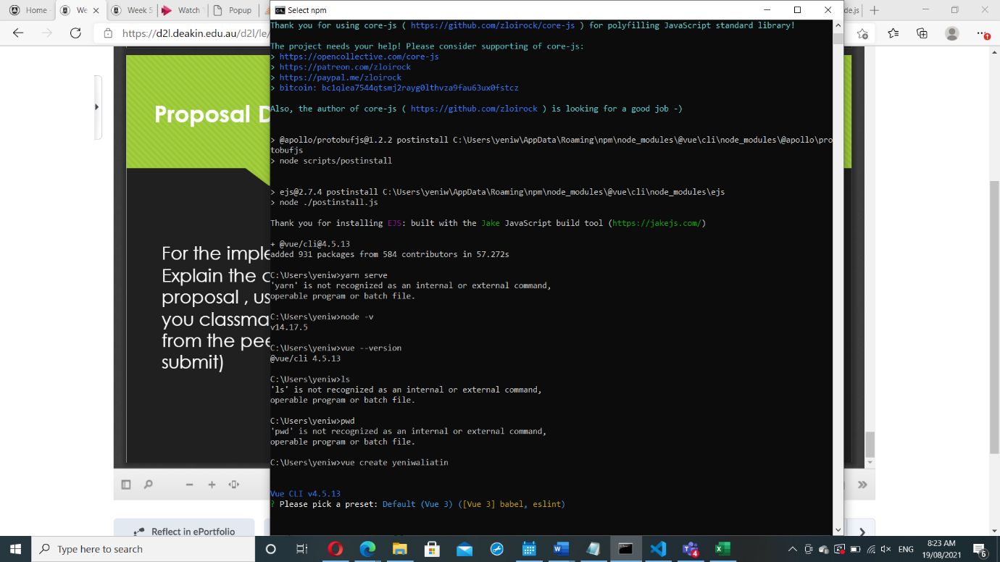 Home
We
Week 5
Watch
Popup
de.js
https://d2l.deakin.edu.au/d2l/le/
Select npm
Thank you for using core-js ( https://github.com/zloirock/core-js ) for polyfilling JavaScript standard library!
The project needs your help! Please consider supporting of core-js:
> https://opencollective.com/core-js
> https://patreon.com/zloirock
> https://paypal.me/zloirock
> bitcoin: bc1qlea7544qtsmj2rayg0lthvza9fau63ux0fstcz
Also, the author of core-js ( https://github.com/zloirock ) is looking for a good job -)
> @apollo/protobufjs@1.2.2 postinstall C:\Users\yeniw\AppData\Roaming\npm\node_modules\@vue\cli\node_modules\@apollo\pro
tobufjs
> node scripts/postinstall
> ejs@2.7.4 postinstall C:\Users\yeniw\AppData\Roaming\npm\node_modules\@vue\cli\node_modules\ejs
> node ./postinstall.js
Thank you for installing EJS: built with the Jake JavaScript build tool (https://jakejs.com/)
+ @vue/cli@4.5.13
added 931 packages from 584 contributors in 57.272s
C:\Users\yeniw>yarn serve
'yarn' is not recognized as an internal or external command,
operable program or batch file.
C:\Users\yeniw>node -v
v14.17.5
C:\Users\yeniw>vue --version
@vue/cli 4.5.13
C:\Users\yeniw>ls
'ls' is not recognized as an internal or external command,
operable program or batch file.
C:\Users\yeniw>pwd
'pwd' is not recognized as an internal or external command,
operable program or batch file.
C:\Users\yeniw>vue create yeniwaliatin
Vue CLI v4.5.13
? Please pick a preset: Default (Vue 3) ([Vue 3] babel, eslint)
Proposal D
For the imple
Explain the c
proposal , us
you classma
from the pee
submit)
Reflect in ePortfolio
Type here to search
4
ENG
8:23 AM
19/08/2021
6